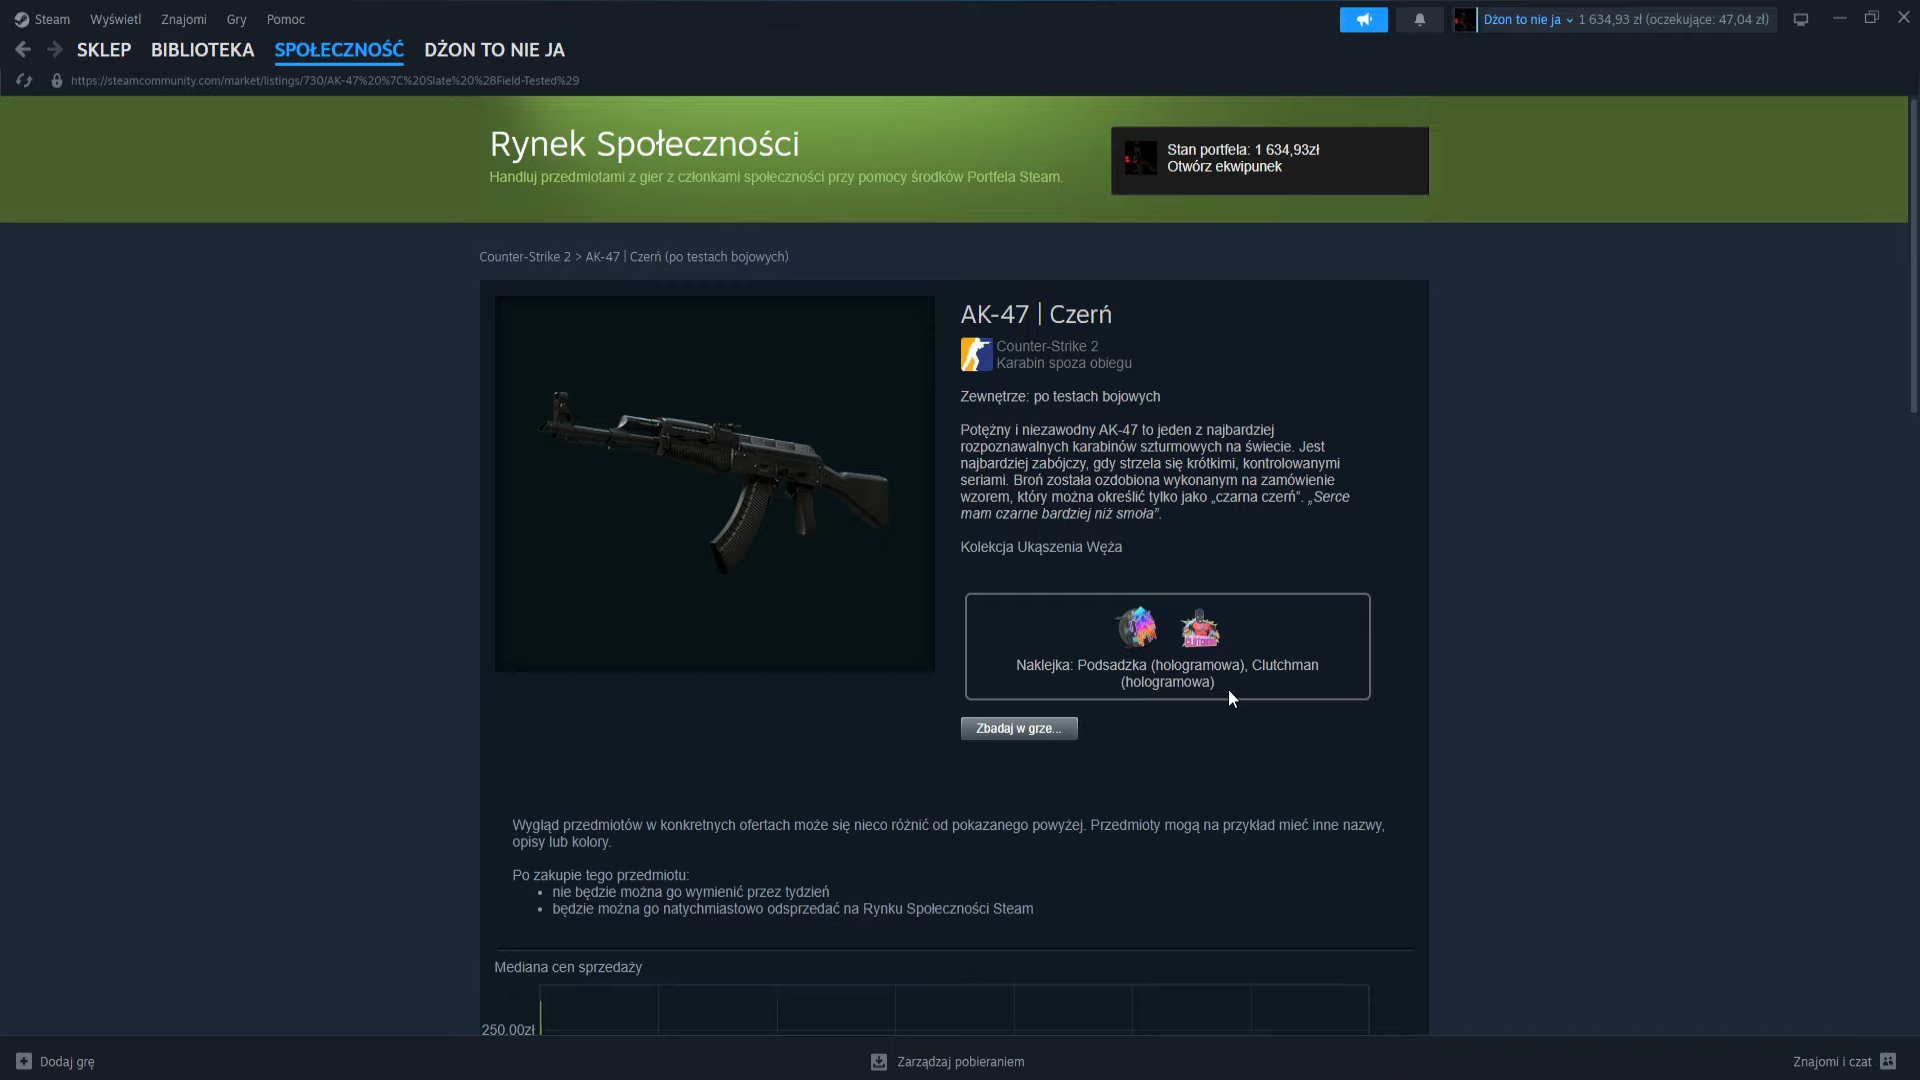 Steam Wyświetl Znajomi Gry Pomoc
Dżon to nie ja 1 634,93 zł (oczekujące: 47,04 zł)
SKLEP BIBLIOTEKA SPOŁECZNOŚĆ DŻON TO NIE JA
https://steamcommunity.com/market/listings/730/AK-47%20%7C%20Slate%20%28Field-Tested%29
Rynek Społeczności
Handluj przedmiotami z gier z członkami społeczności przy pomocy środków Portfela Steam.
Stan portfela: 1 634,93zł
Otwórz ekwipunek
Counter-Strike 2 > AK-47 | Czerń (po testach bojowych)
AK-47 | Czerń
Counter-Strike 2
Karabin spoza obiegu
Zewnętrze: po testach bojowych
Potężny i niezawodny AK-47 to jeden z najbardziej
rozpoznawalnych karabinów szturmowych na świecie. Jest
najbardziej zabójczy, gdy strzela się krótkimi, kontrolowanymi
seriami. Broń została ozdobiona wykonanym na zamówienie
wzorem, który można określić tylko jako „czarna czerń”. „Serce
mam czarne bardziej niż smoła”.
Kolekcja Ukąszenia Węża
Naklejka: Podsadzka (hologramowa), Clutchman
(hologramowa)
Zbadaj w grze...
Wygląd przedmiotów w konkretnych ofertach może się nieco różnić od pokazanego powyżej. Przedmioty mogą na przykład mieć inne nazwy,
opisy lub kolory.
Po zakupie tego przedmiotu:
• nie będzie można go wymienić przez tydzień
• będzie można go natychmiastowo odsprzedać na Rynku Społeczności Steam
Mediana cen sprzedaży
250.00zł
Dodaj grę
Zarządzaj pobieraniem
Znajomi i czat